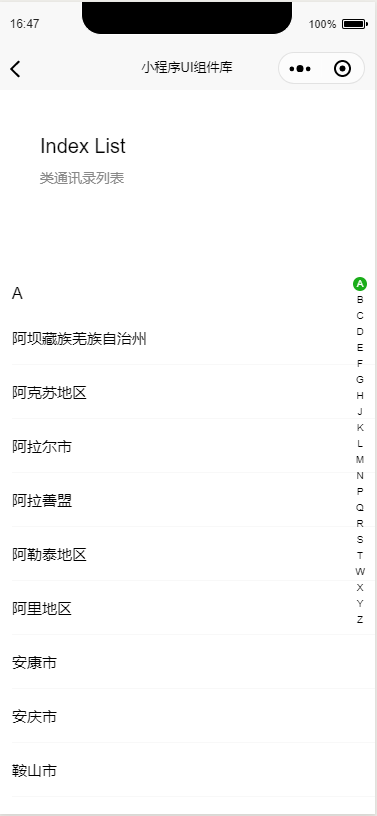 16:47
100%
小程序UI组件库
Index List
类通讯录列表
A
阿坝藏族羌族自治州
阿克苏地区
阿拉尔市
阿拉善盟
阿勒泰地区
阿里地区
安康市
安庆市
鞍山市
A
B
C
D
E
F
G
H
J
K
L
M
N
P
Q
R
S
T
W
X
Y
Z